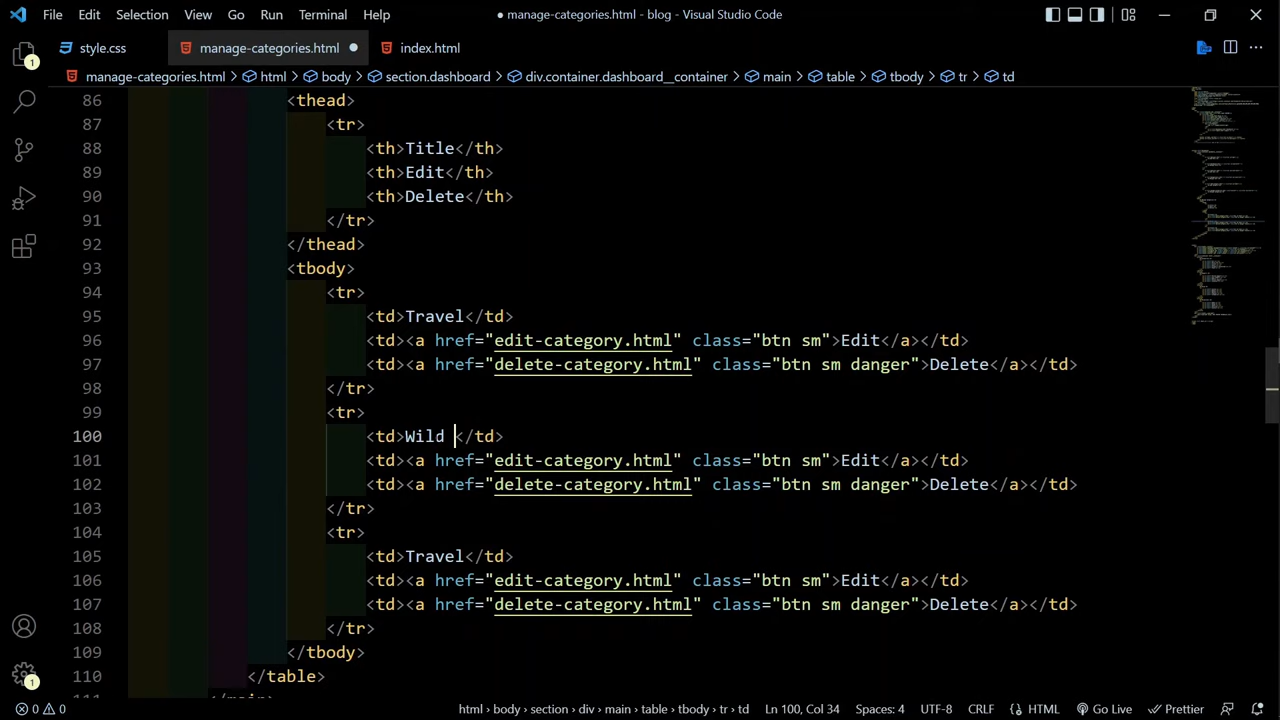 File Edit Selection View Go Run Terminal Help
● manage-categories.html - blog - Visual Studio Code
style.css manage-categories.html ● index.html
manage-categories.html > html > body > section.dashboard > div.container.dashboard__container > main > table > tbody > tr > td
86 <thead>
87 <tr>
88 <th>Title</th>
89 <th>Edit</th>
90 <th>Delete</th>
91 </tr>
92 </thead>
93 <tbody>
94 <tr>
95 <td>Travel</td>
96 <td><a href="edit-category.html" class="btn sm">Edit</a></td>
97 <td><a href="delete-category.html" class="btn sm danger">Delete</a></td>
98 </tr>
99 <tr>
100 <td>Wild </td>
101 <td><a href="edit-category.html" class="btn sm">Edit</a></td>
102 <td><a href="delete-category.html" class="btn sm danger">Delete</a></td>
103 </tr>
104 <tr>
105 <td>Travel</td>
106 <td><a href="edit-category.html" class="btn sm">Edit</a></td>
107 <td><a href="delete-category.html" class="btn sm danger">Delete</a></td>
108 </tr>
109 </tbody>
110 </table>
1
1
0 0 html > body > section > div > main > table > tbody > tr > td Ln 100, Col 34 Spaces: 4 UTF-8 CRLF {} HTML Go Live Prettier